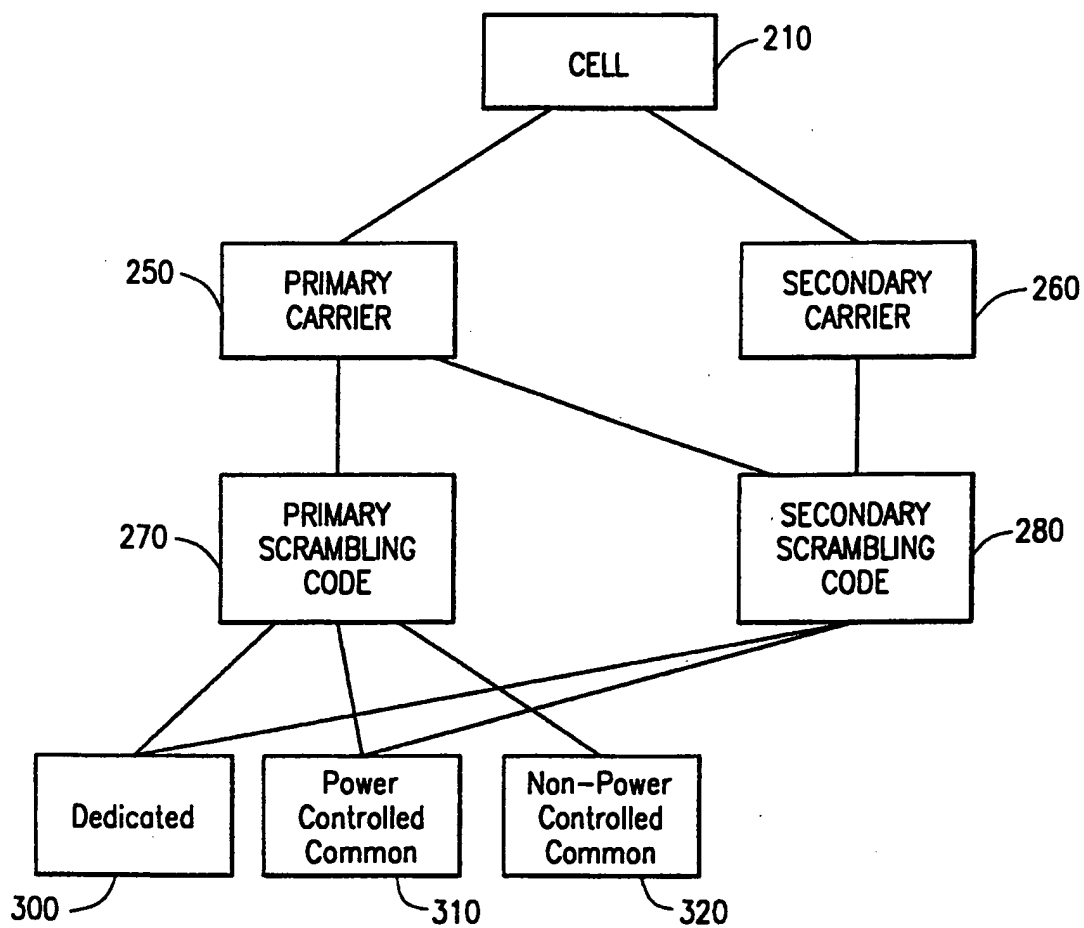 CELL
210
250
PRIMARY
CARRIER
SECONDARY
CARRIER
260
270
PRIMARY
SCRAMBLING
CODE
SECONDARY
SCRAMBLING
CODE
280
Dedicated
Power
Controlled
Common
Non-Power
Controlled
Common
300
310
320